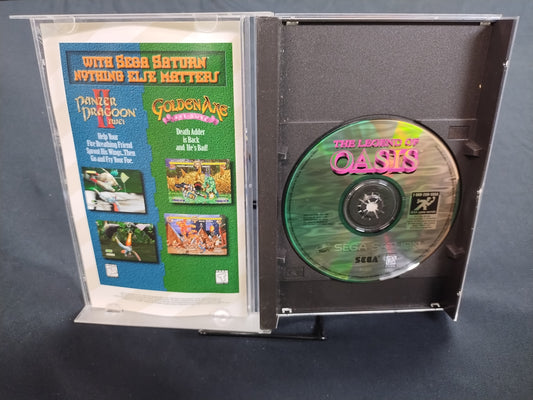 WITH SEGA SATURN
NOTHING ELSE MATTERS
PANZER
DRAGOON
II
ZWEI
Help Your
Fire Breathing Friend
Sprout His Wings...Then
Go and Fry Your Foe.
GOLDEN AXE
Death Adder
is Back
and He's Bad!
THE LEGEND OF
OASIS
SEGA SATURN
SEGA